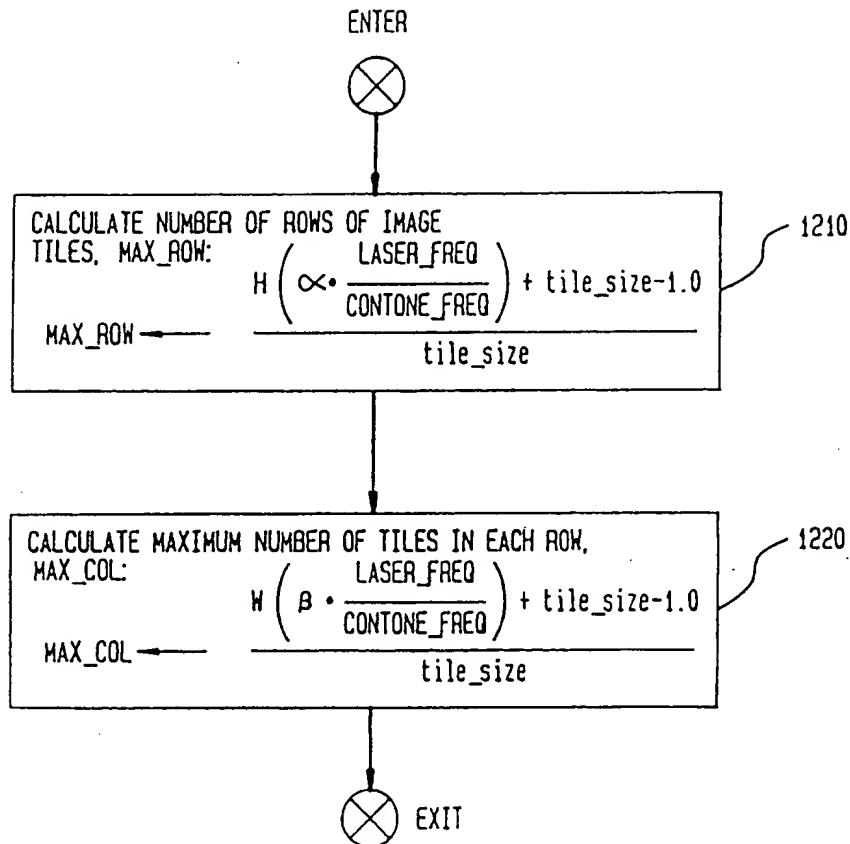 ENTER
CALCULATE NUMBER OF ROWS OF IMAGE
TILES, MAX_ROW:
MAX_ROW ← H ( ∝ • LASER_FREQ / CONTONE_FREQ ) + tile_size-1.0 / tile_size
1210
CALCULATE MAXIMUM NUMBER OF TILES IN EACH ROW,
MAX_COL:
MAX_COL ← W ( β • LASER_FREQ / CONTONE_FREQ ) + tile_size-1.0 / tile_size
1220
EXIT